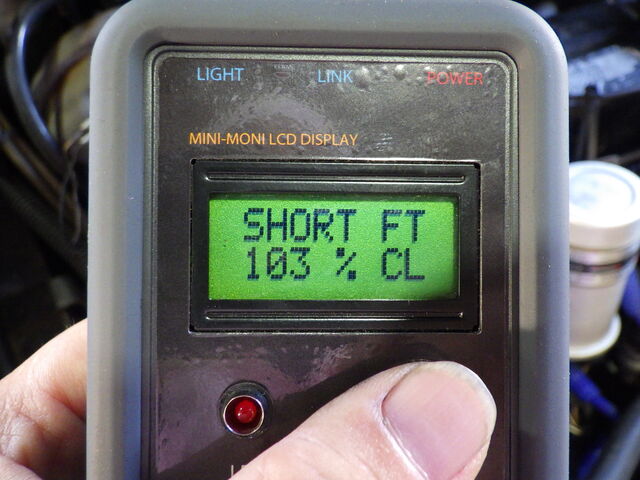 LIGHT LINK POWER
MINI-MONI LCD DISPLAY
SHORT FT
103 % CL